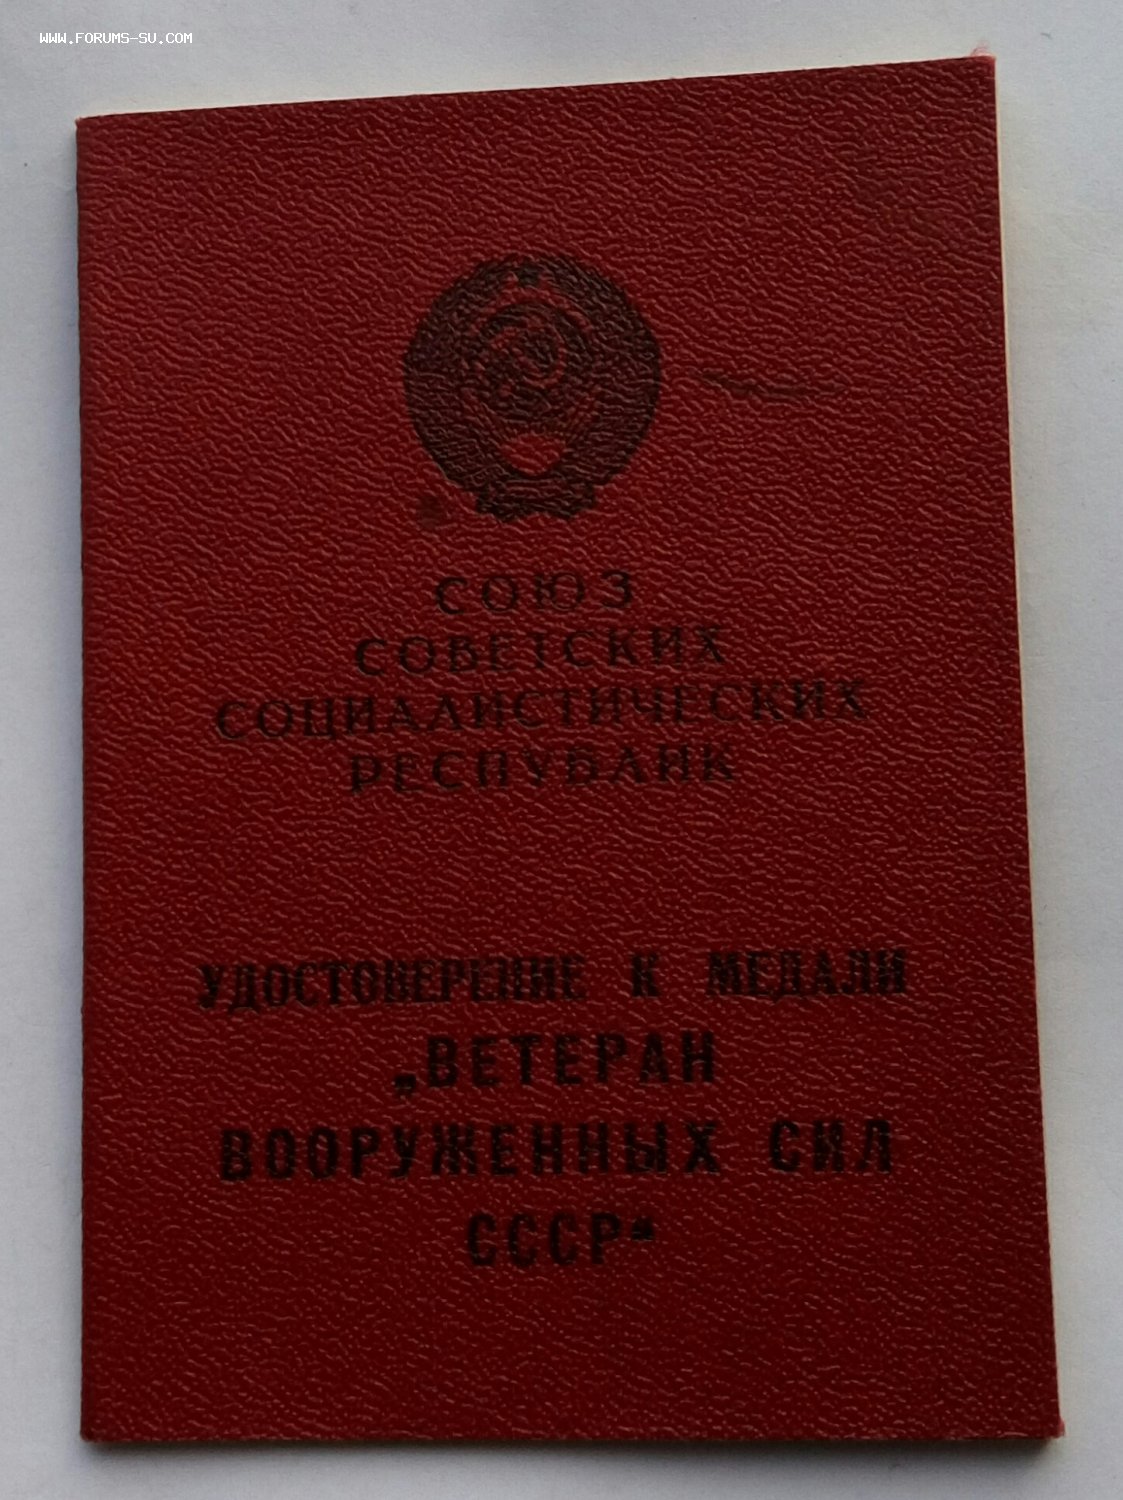 WWW.FORUMS-SU.COM
СОЮЗ
СОВЕТСКИХ
СОЦИАЛИСТИЧЕСКИХ
РЕСПУБЛИК
УДОСТОВЕРЕНИЕ К МЕДАЛИ
„ВЕТЕРАН
ВООРУЖЕННЫХ СИЛ
СССР“